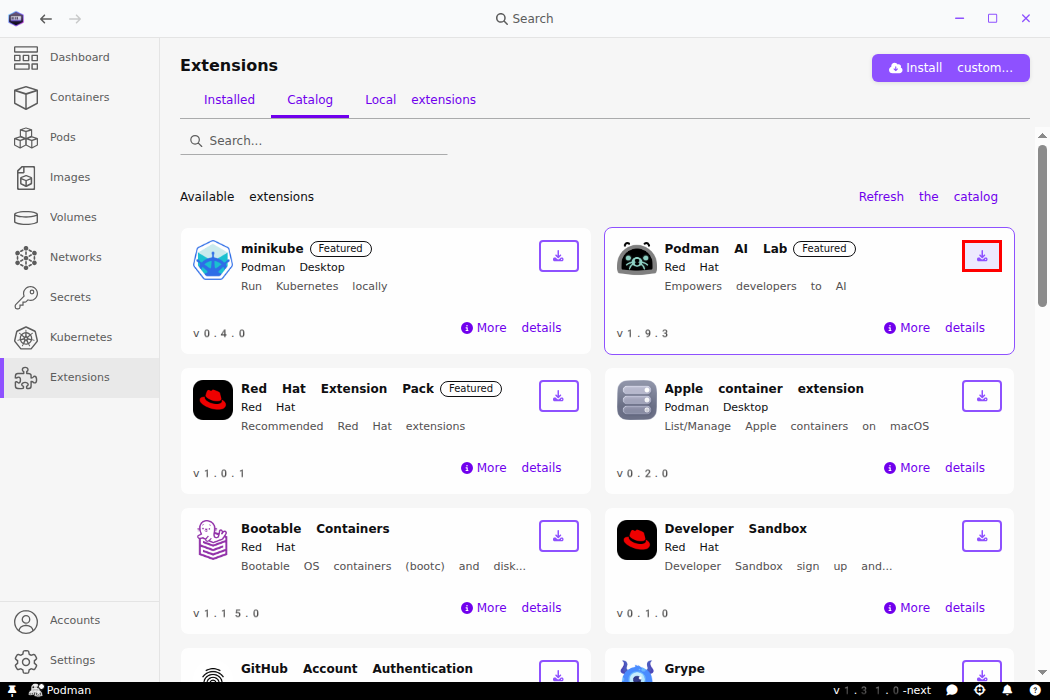 Search
Dashboard
Containers
Pods
Images
Volumes
Networks
Secrets
Kubernetes
Extensions
Accounts
Settings
Extensions
Install custom...
Installed Catalog Local extensions
Search...
Available extensions
Refresh the catalog
minikube Featured
Podman Desktop
Run Kubernetes locally
v0.4.0
More details
Podman AI Lab Featured
Red Hat
Empowers developers to AI
v1.9.3
More details
Red Hat Extension Pack Featured
Red Hat
Recommended Red Hat extensions
v1.0.1
More details
Apple container extension
Podman Desktop
List/Manage Apple containers on macOS
v0.2.0
More details
Bootable Containers
Red Hat
Bootable OS containers (bootc) and disk...
v1.15.0
More details
Developer Sandbox
Red Hat
Developer Sandbox sign up and...
v0.1.0
More details
GitHub Account Authentication
Grype
Podman
v1.31.0-next